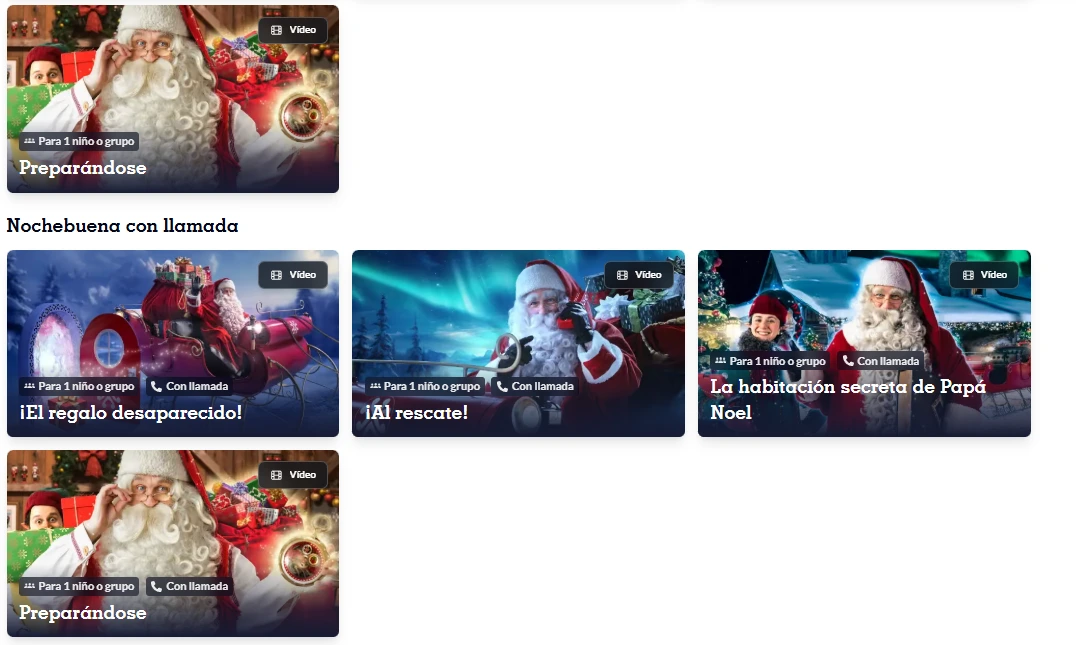 Vídeo
Para 1 niño o grupo
Preparándose
Nochebuena con llamada
Vídeo
Para 1 niño o grupo Con llamada
¡El regalo desaparecido!
Vídeo
Para 1 niño o grupo Con llamada
¡Al rescate!
Vídeo
Para 1 niño o grupo Con llamada
La habitación secreta de Papá
Noel
Vídeo
Para 1 niño o grupo Con llamada
Preparándose